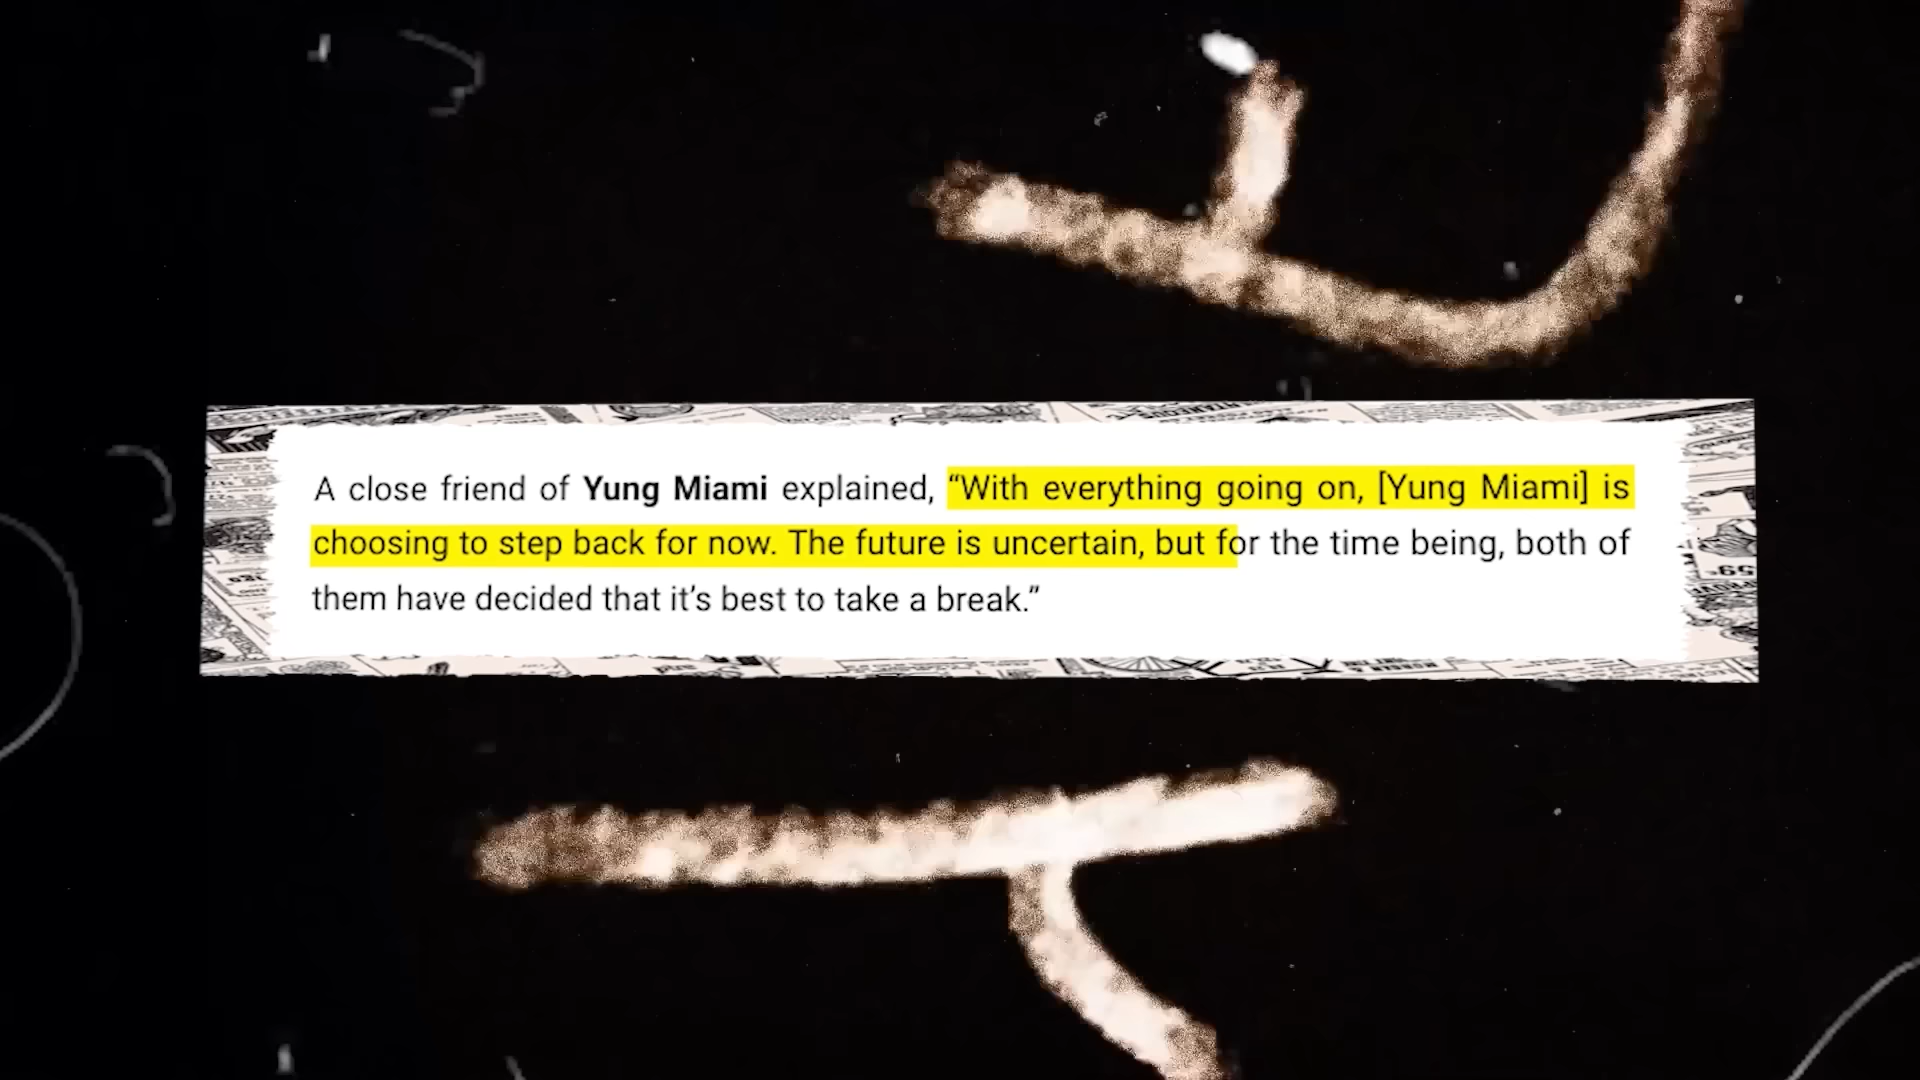 A close friend of Yung Miami explained, “With everything going on, [Yung Miami] is
choosing to step back for now. The future is uncertain, but for the time being, both of
them have decided that it’s best to take a break.”